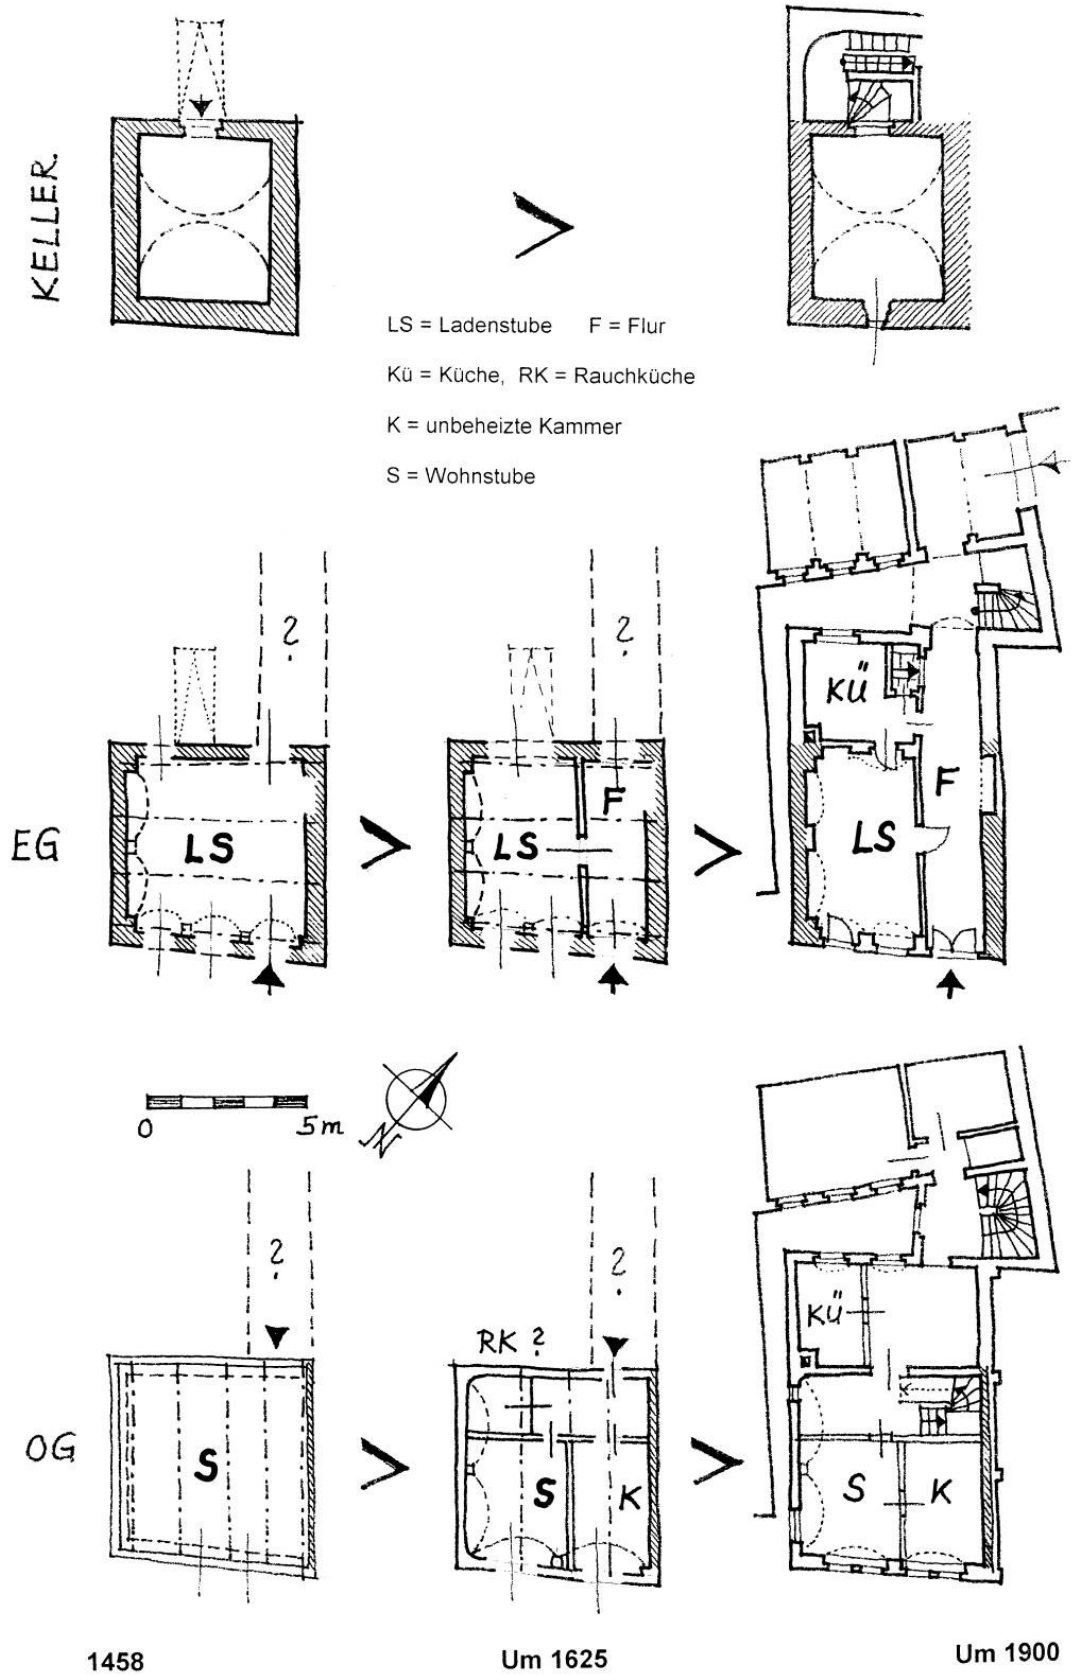 KELLER.
LS = Ladenstube F = Flur
Kü = Küche, RK = Rauchküche
K = unbeheizte Kammer
S = Wohnstube
? ?
KÜ
F F
EG LS LS LS
0 5m N
? ?
RK ? KÜ
OG S S K S K
1458 Um 1625 Um 1900